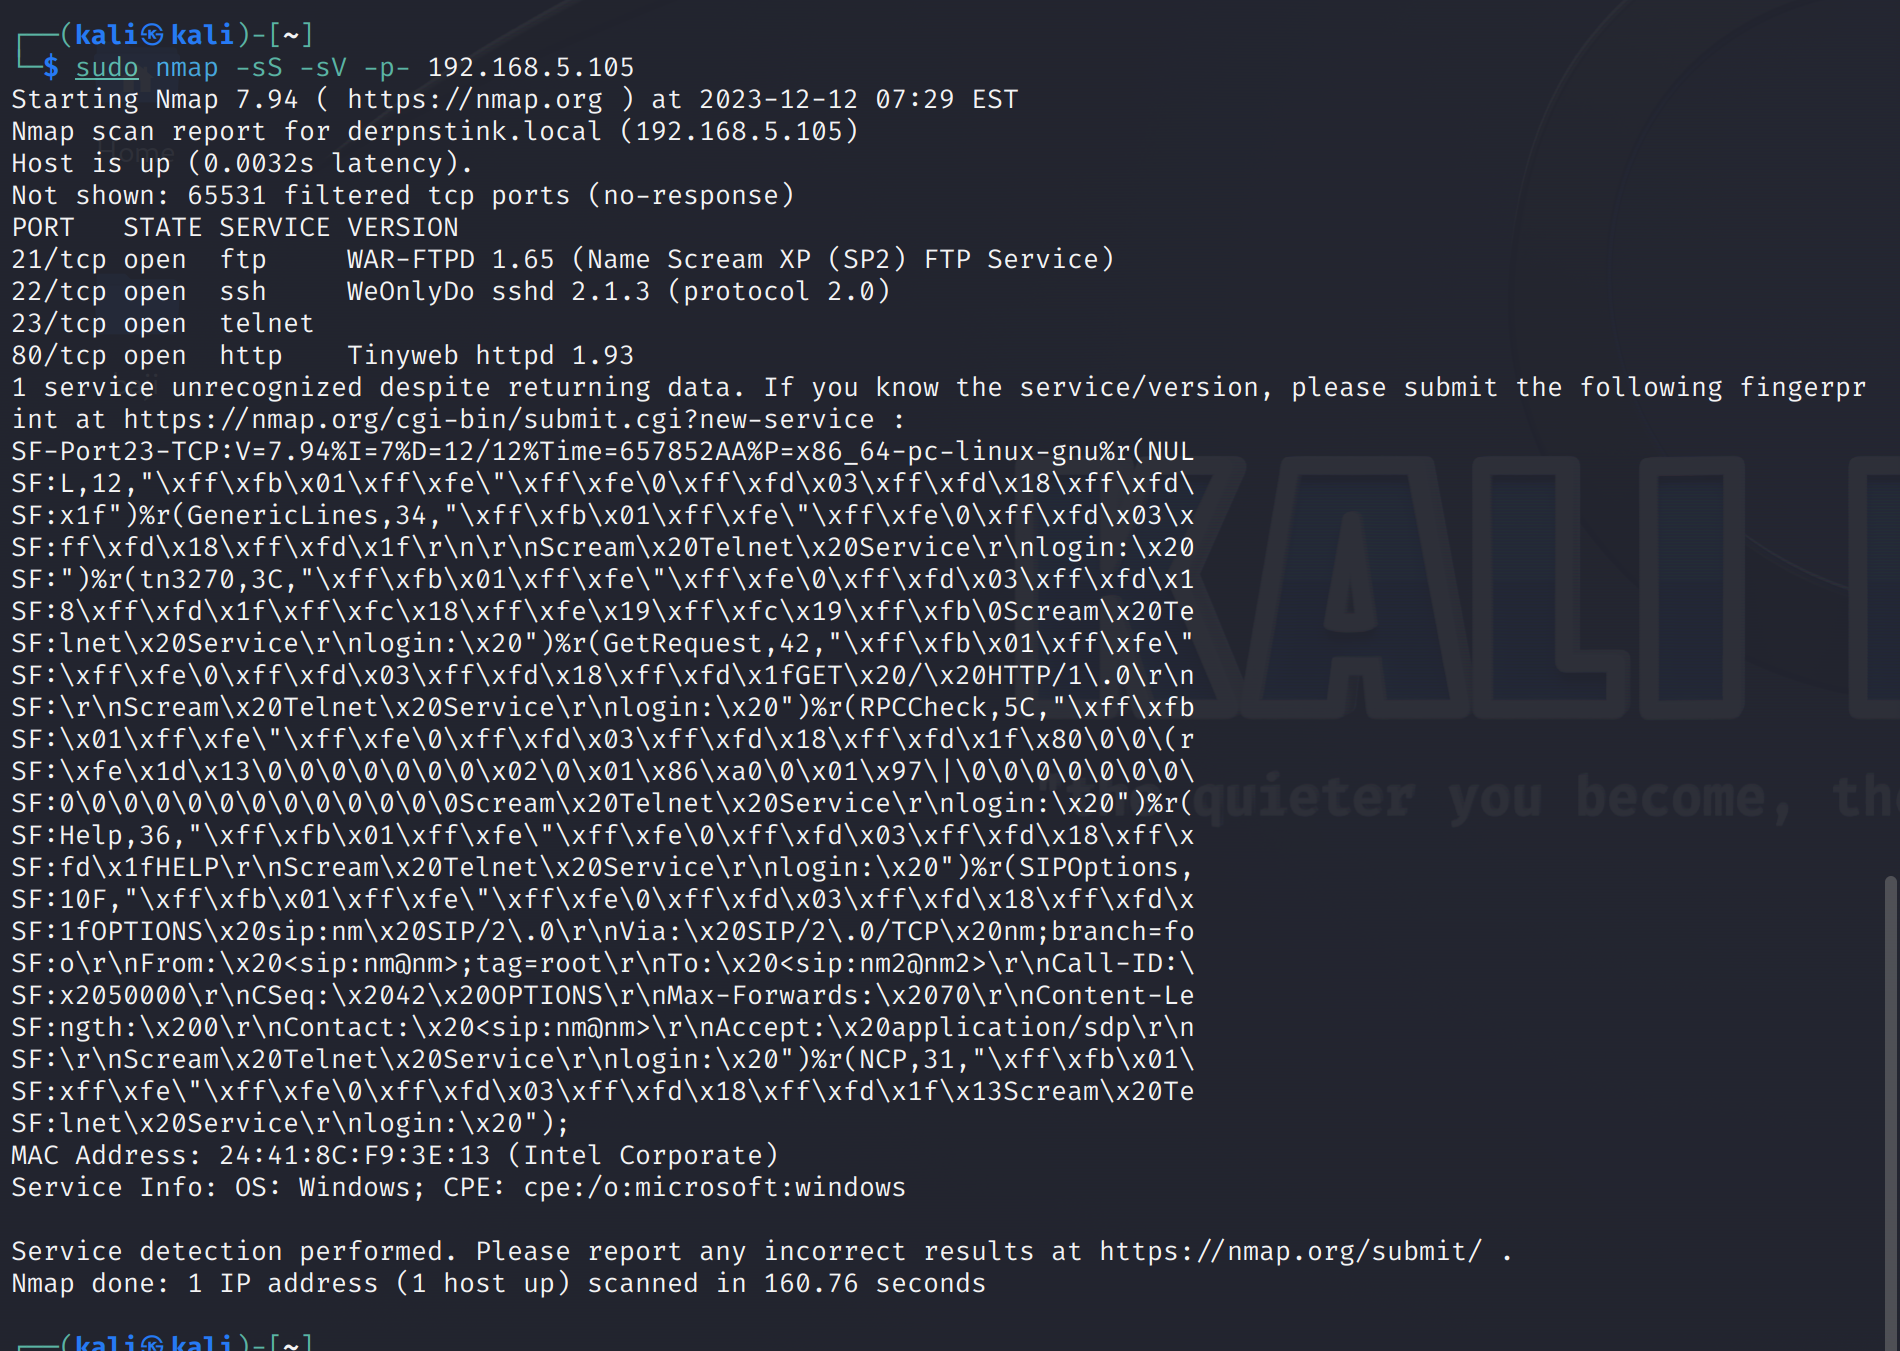 ┌──(kali㉿kali)-[~]
└─$ sudo nmap -sS -sV -p- 192.168.5.105
Starting Nmap 7.94 ( https://nmap.org ) at 2023-12-12 07:29 EST
Nmap scan report for derpnstink.local (192.168.5.105)
Home
Host is up (0.0032s latency).
Not shown: 65531 filtered tcp ports (no-response)
PORT   STATE SERVICE VERSION
21/tcp open  ftp     WAR-FTPD 1.65 (Name Scream XP (SP2) FTP Service)
22/tcp open  ssh     WeOnlyDo sshd 2.1.3 (protocol 2.0)
23/tcp open  telnet
80/tcp open  http    Tinyweb httpd 1.93
1 service unrecognized despite returning data. If you know the service/version, please submit the following fingerpr
int at https://nmap.org/cgi-bin/submit.cgi?new-service :
SF-Port23-TCP:V=7.94%I=7%D=12/12%Time=657852AA%P=x86_64-pc-linux-gnu%r(NUL
SF:L,12,"\xff\xfb\x01\xff\xfe\"\xff\xfe\0\xff\xfd\x03\xff\xfd\x18\xff\xfd\
SF:x1f")%r(GenericLines,34,"\xff\xfb\x01\xff\xfe\"\xff\xfe\0\xff\xfd\x03\x
SF:ff\xfd\x18\xff\xfd\x1f\r\n\r\nScream\x20Telnet\x20Service\r\nlogin:\x20
SF:")%r(tn3270,3C,"\xff\xfb\x01\xff\xfe\"\xff\xfe\0\xff\xfd\x03\xff\xfd\x1
SF:8\xff\xfd\x1f\xff\xfc\x18\xff\xfe\x19\xff\xfc\x19\xff\xfb\0Scream\x20Te
SF:lnet\x20Service\r\nlogin:\x20")%r(GetRequest,42,"\xff\xfb\x01\xff\xfe\"
SF:\xff\xfe\0\xff\xfd\x03\xff\xfd\x18\xff\xfd\x1fGET\x20/\x20HTTP/1\.0\r\n
SF:\r\nScream\x20Telnet\x20Service\r\nlogin:\x20")%r(RPCCheck,5C,"\xff\xfb
SF:\x01\xff\xfe\"\xff\xfe\0\xff\xfd\x03\xff\xfd\x18\xff\xfd\x1f\x80\0\0\(r
SF:\xfe\x1d\x13\0\0\0\0\0\0\0\x02\0\x01\x86\xa0\0\x01\x97\|\0\0\0\0\0\0\0\
SF:0\0\0\0\0\0\0\0\0\0\0\0\0Scream\x20Telnet\x20Service\r\nlogin:\x20")%r(
SF:Help,36,"\xff\xfb\x01\xff\xfe\"\xff\xfe\0\xff\xfd\x03\xff\xfd\x18\xff\x
SF:fd\x1fHELP\r\nScream\x20Telnet\x20Service\r\nlogin:\x20")%r(SIPOptions,
SF:10F,"\xff\xfb\x01\xff\xfe\"\xff\xfe\0\xff\xfd\x03\xff\xfd\x18\xff\xfd\x
SF:1fOPTIONS\x20sip:nm\x20SIP/2\.0\r\nVia:\x20SIP/2\.0/TCP\x20nm;branch=fo
SF:o\r\nFrom:\x20<sip:nm@nm>;tag=root\r\nTo:\x20<sip:nm2@nm2>\r\nCall-ID:\
SF:x2050000\r\nCSeq:\x2042\x20OPTIONS\r\nMax-Forwards:\x2070\r\nContent-Le
SF:ngth:\x200\r\nContact:\x20<sip:nm@nm>\r\nAccept:\x20application/sdp\r\n
SF:\r\nScream\x20Telnet\x20Service\r\nlogin:\x20")%r(NCP,31,"\xff\xfb\x01\
SF:xff\xfe\"\xff\xfe\0\xff\xfd\x03\xff\xfd\x18\xff\xfd\x1f\x13Scream\x20Te
SF:lnet\x20Service\r\nlogin:\x20");
MAC Address: 24:41:8C:F9:3E:13 (Intel Corporate)
Service Info: OS: Windows; CPE: cpe:/o:microsoft:windows
Service detection performed. Please report any incorrect results at https://nmap.org/submit/ .
Nmap done: 1 IP address (1 host up) scanned in 160.76 seconds
┌──(kali㉿kali)-[~]
KALI
quieter you become, the